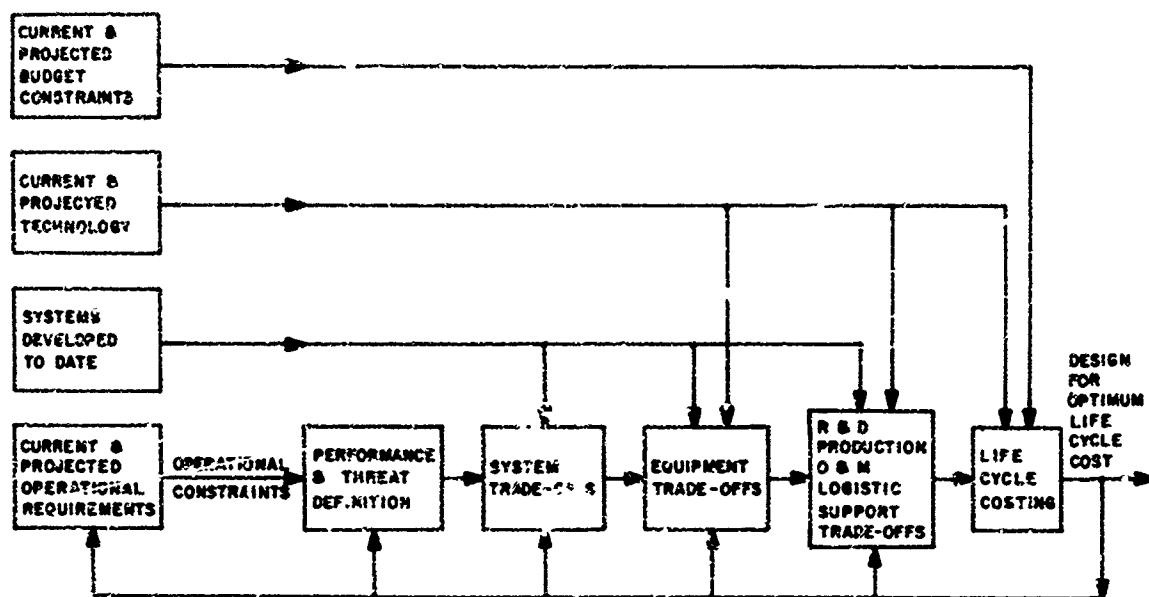 CURRENT &
PROJECTED
BUDGET
CONSTRAINTS
CURRENT &
PROJECTED
TECHNOLOGY
SYSTEMS
DEVELOPED
TO DATE
CURRENT &
PROJECTED
OPERATIONAL
REQUIREMENTS
OPERATIONAL
CONSTRAINTS
PERFORMANCE
& THREAT
DEFINITION
SYSTEM
TRADE-OFFS
EQUIPMENT
TRADE-OFFS
R & D
PRODUCTION
O & M
LOGISTIC
SUPPORT
TRADE-OFFS
LIFE
CYCLE
COSTING
DESIGN
FOR
OPTIMUM
LIFE
CYCLE
COST